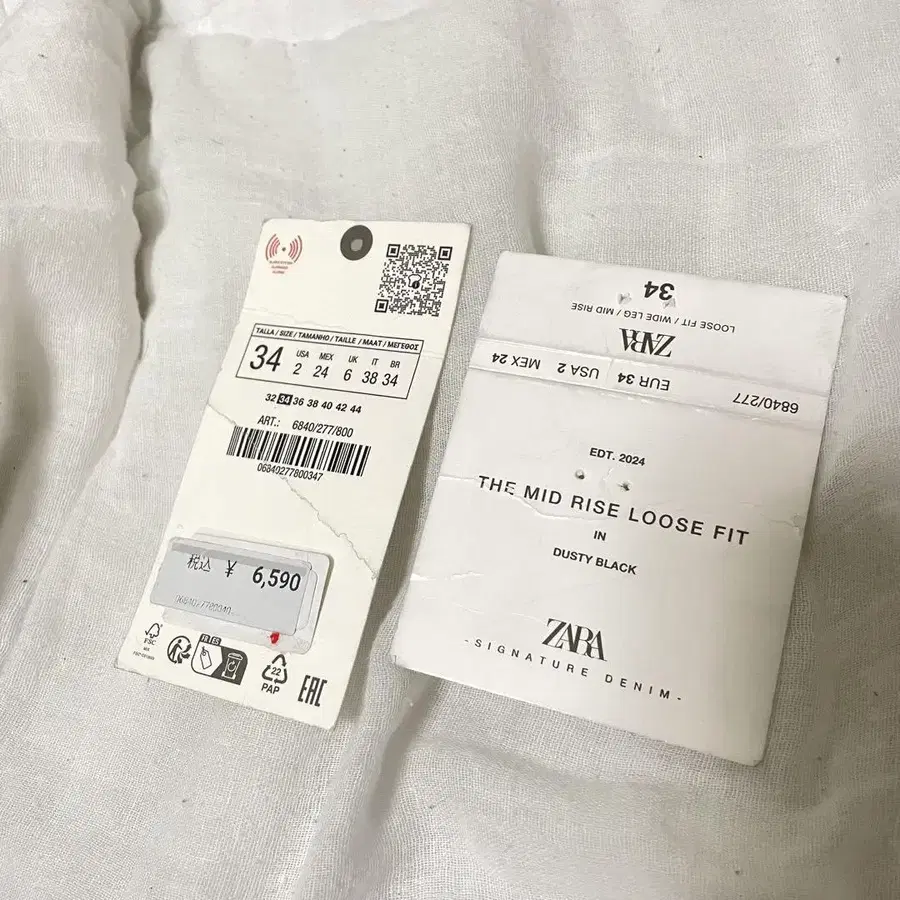 TALLA / SIZE / TAMANHO / TAILLE / MAAT / ΜΕΓΕΘΟΣ
34
USA MEX UK IT BR
2 24 6 38 34
32 34 36 38 40 42 44
ART.: 6840/277/800
06840277800347
税込 ¥ 6,590
FSC
FR ES
22
PAP
EAC
34
LOOSE FIT / WIDE LEG / MID RISE
ZARA
6840/277 EUR 34 USA 2 MEX 24
EDT. 2024
THE MID RISE LOOSE FIT
IN
DUSTY BLACK
ZARA
- SIGNATURE DENIM -